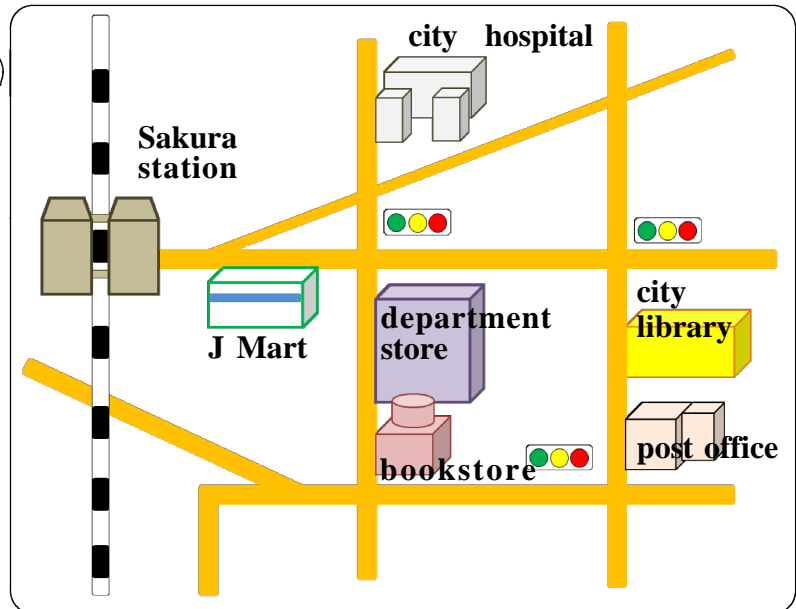 city hospital
Sakura
station
city
library
department
store
J Mart
post office
bookstore